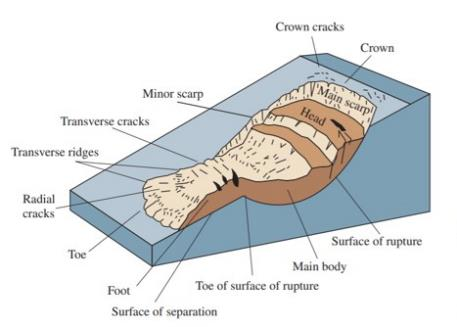 Crown cracks
Crown
Main scarp
Minor scarp
Head
Transverse cracks
Transverse ridges
Radial
cracks
Toe
Surface of rupture
Main body
Foot
Toe of surface of rupture
Surface of separation